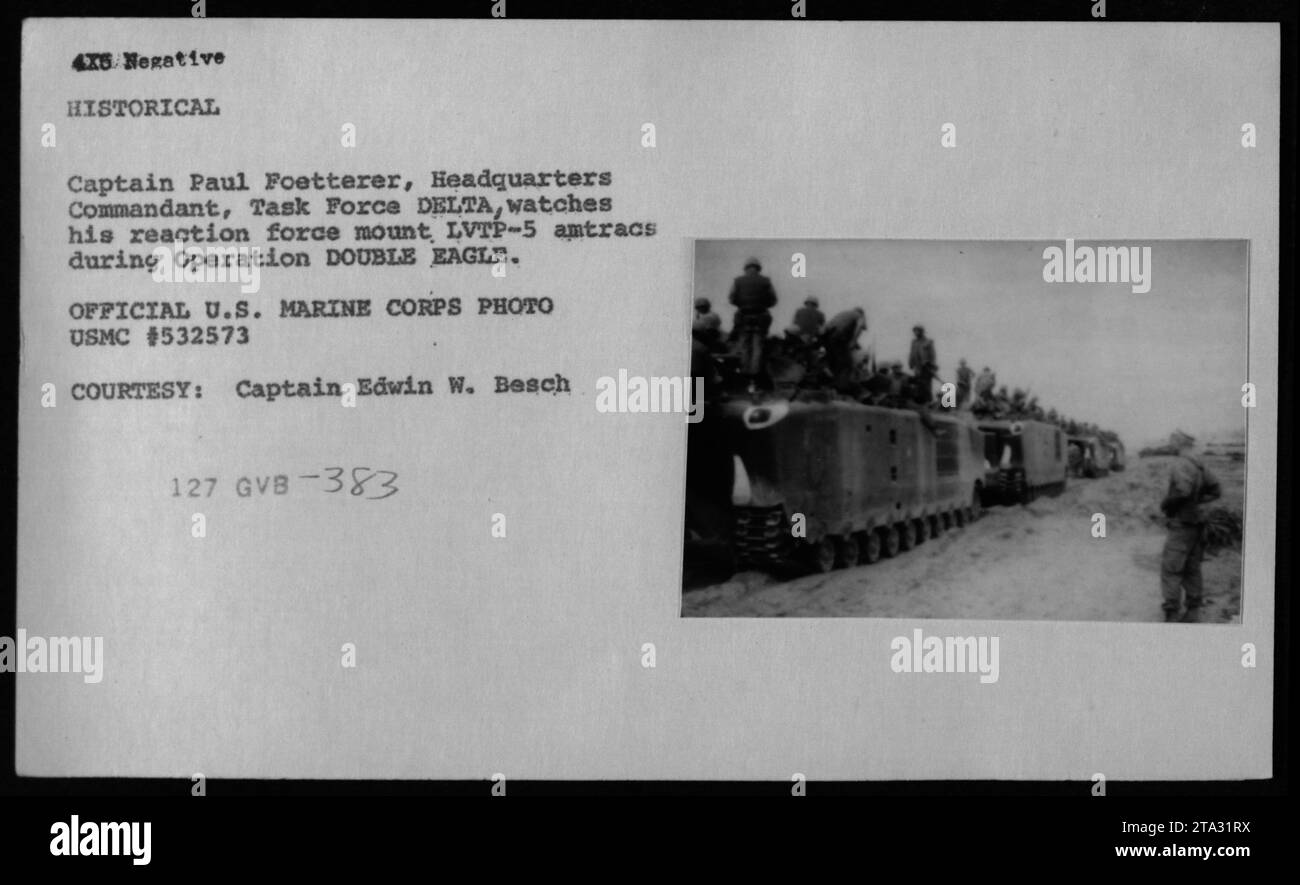 4X5 Negative
HISTORICAL
Captain Paul Foetterer, Headquarters
Commandant, Task Force DELTA, watches
his reaction force mount LVTP-5 amtracs
during Operation DOUBLE EAGLE.
OFFICIAL U.S. MARINE CORPS PHOTO
USMC #532573
COURTESY: Captain Edwin W. Besch
127 GVB-383
a
a
a
a
a
alamy
a
a
a
a
alamy
a
a
a
a
alamy
a
a
alamy
a
a
a
a
a
alamy
Image ID: 2TA31RX
www.alamy.com